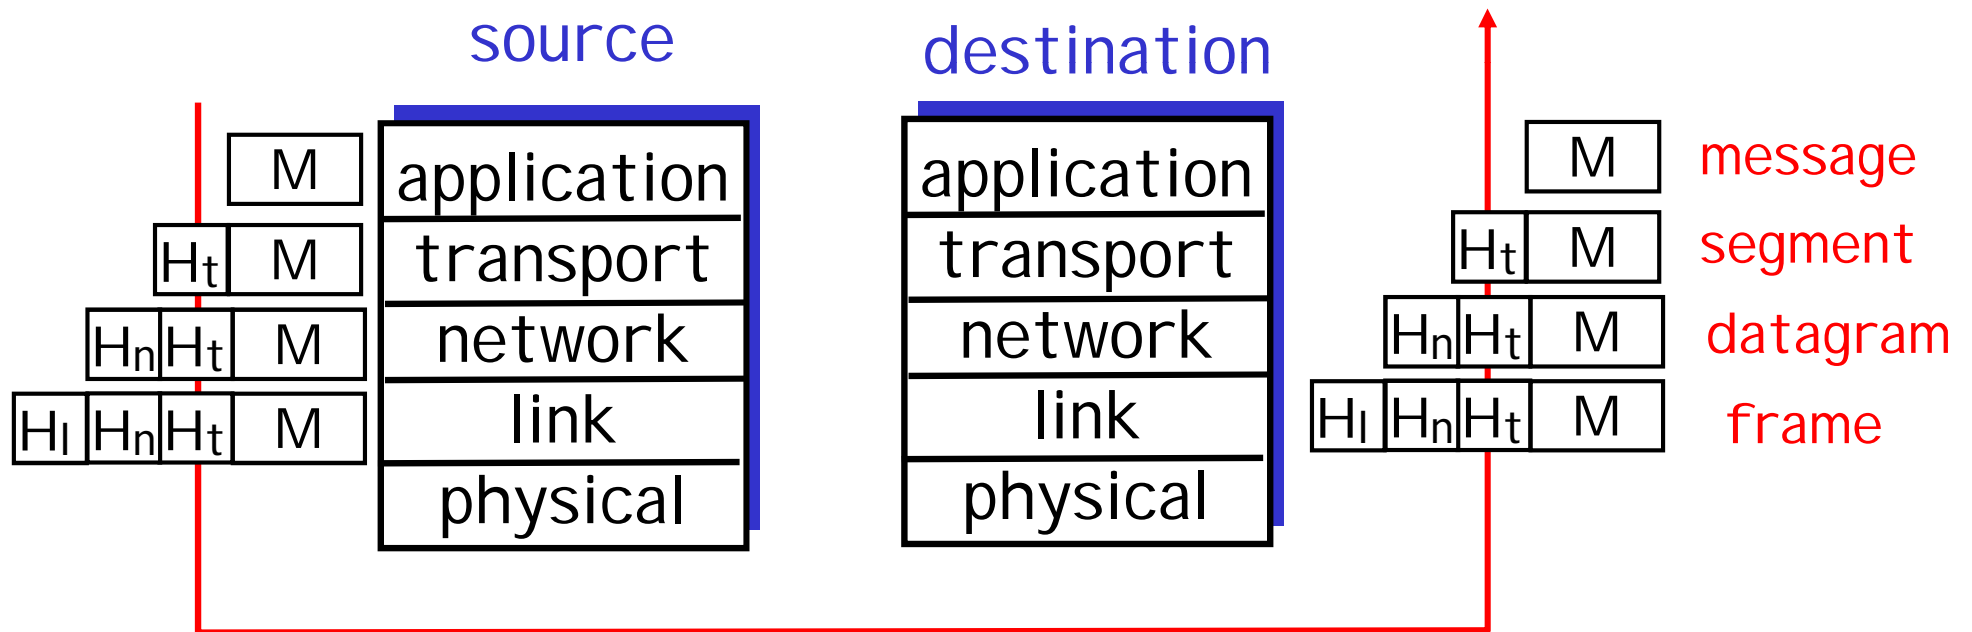 source destination
M application application M message
Ht M transport transport Ht M segment
Hn Ht M network network Hn Ht M datagram
Hl Hn Ht M link link Hl Hn Ht M frame
physical physical